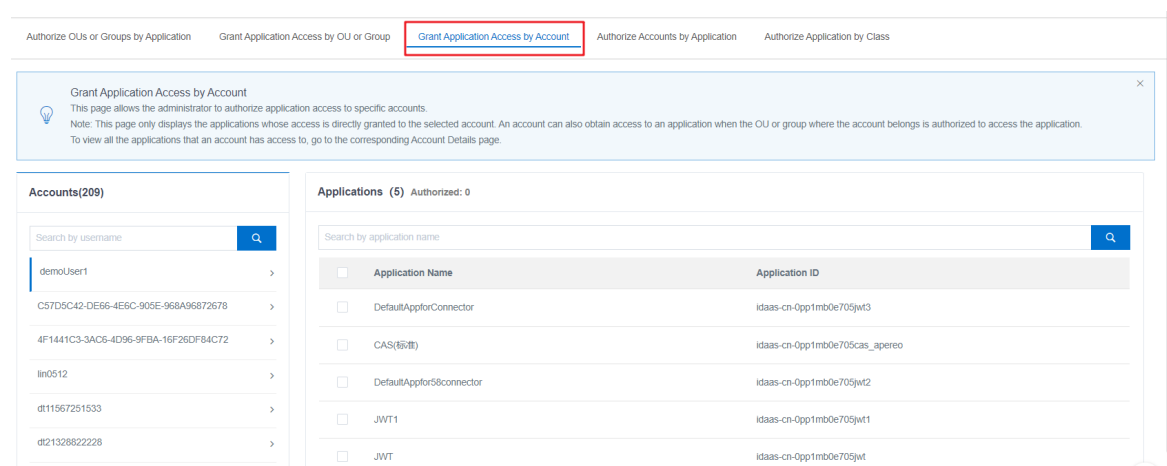 Authorize OUs or Groups by Application
Grant Application Access by OU or Group
Grant Application Access by Account
Authorize Accounts by Application
Authorize Application by Class
Grant Application Access by Account
This page allows the administrator to authorize application access to specific accounts.
Note: This page only displays the applications whose access is directly granted to the selected account. An account can also obtain access to an application when the OU or group where the account belongs is authorized to access the application.
To view all the applications that an account has access to, go to the corresponding Account Details page.
Accounts(209)
Search by username
demoUser1
C57D5C42-DE66-4E6C-905E-968A96872678
4F1441C3-3AC6-4D96-9FBA-16F26DF84C72
lin0512
dt11567251533
dt21328822228
Applications (5) Authorized: 0
Search by application name
Application Name Application ID
DefaultAppforConnector idaas-cn-0pp1mb0e705jwt3
CAS(标准) idaas-cn-0pp1mb0e705cas_apereo
DefaultAppfor58connector idaas-cn-0pp1mb0e705jwt2
JWT1 idaas-cn-0pp1mb0e705jwt1
JWT idaas-cn-0pp1mb0e705jwt